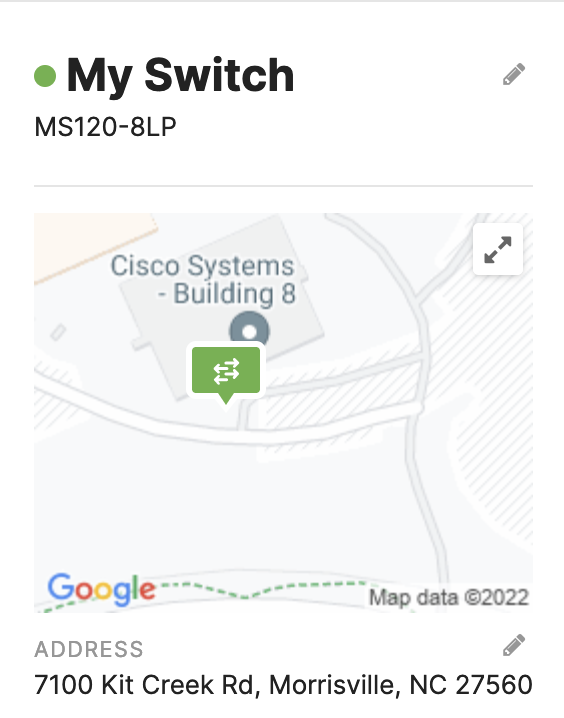 My Switch
MS120-8LP
Cisco Systems
- Building 8
Google
Map data ©2022
ADDRESS
7100 Kit Creek Rd, Morrisville, NC 27560